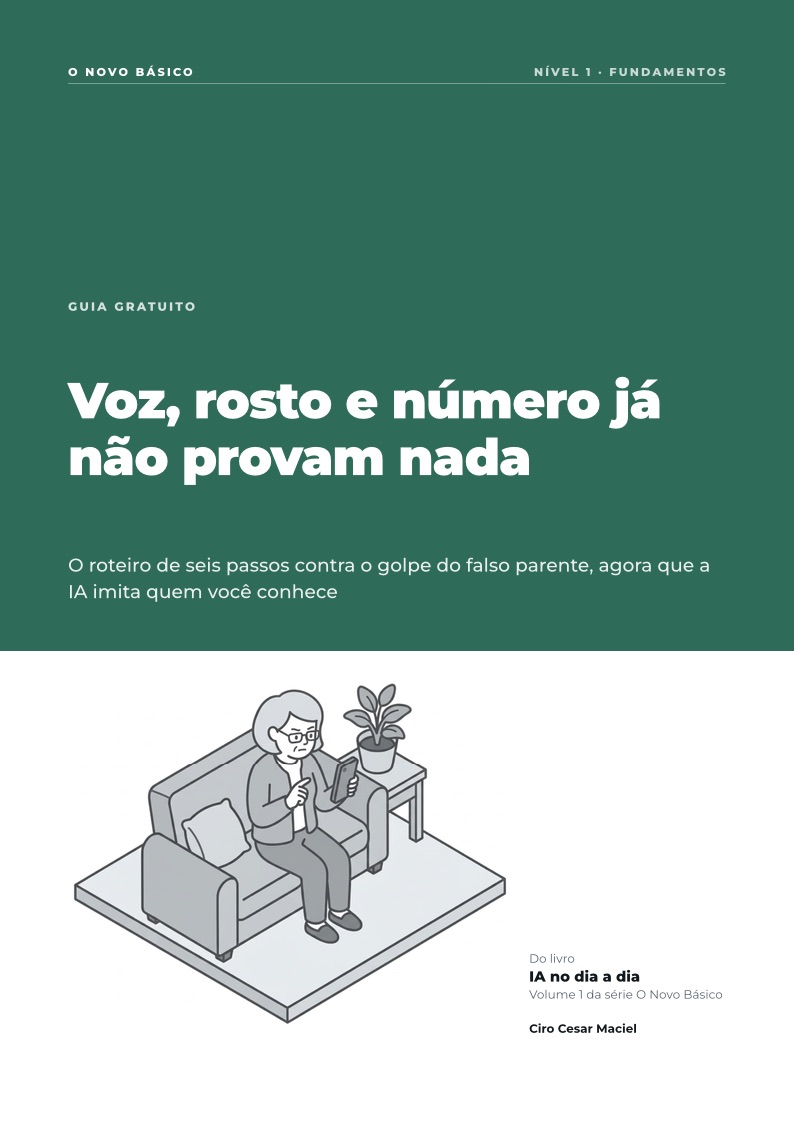 O NOVO BÁSICO
NÍVEL 1 · FUNDAMENTOS
GUIA GRATUITO
Voz, rosto e número já
não provam nada
O roteiro de seis passos contra o golpe do falso parente, agora que a
IA imita quem você conhece
Do livro
IA no dia a dia
Volume 1 da série O Novo Básico
Ciro Cesar Maciel